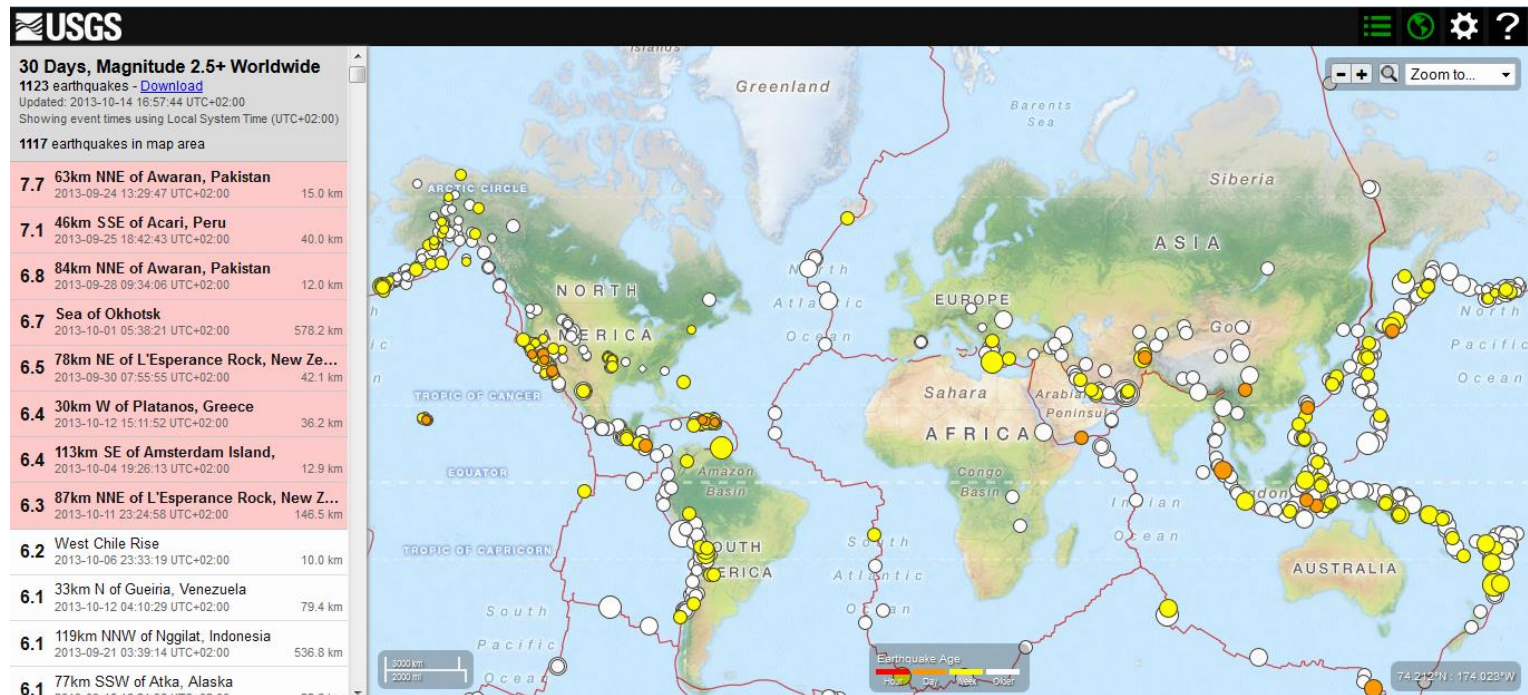 USGS
?
30 Days, Magnitude 2.5+ Worldwide
1123 earthquakes - Download
Updated: 2013-10-14 16:57:44 UTC+02:00
Showing event times using Local System Time (UTC+02:00)
1117 earthquakes in map area
7.7 63km NNE of Awaran, Pakistan
2013-09-24 13:29:47 UTC+02:00 15.0 km
7.1 46km SSE of Acari, Peru
2013-09-25 18:42:43 UTC+02:00 40.0 km
6.8 84km NNE of Awaran, Pakistan
2013-09-28 09:34:06 UTC+02:00 12.0 km
6.7 Sea of Okhotsk
2013-10-01 05:38:21 UTC+02:00 578.2 km
6.5 78km NE of L'Esperance Rock, New Ze...
2013-09-30 07:55:55 UTC+02:00 42.1 km
6.4 30km W of Platanos, Greece
2013-10-12 15:11:52 UTC+02:00 36.2 km
6.4 113km SE of Amsterdam Island,
2013-10-04 19:26:13 UTC+02:00 12.9 km
6.3 87km NNE of L'Esperance Rock, New Z...
2013-10-11 23:24:58 UTC+02:00 146.5 km
6.2 West Chile Rise
2013-10-06 23:33:19 UTC+02:00 10.0 km
6.1 33km N of Gueiria, Venezuela
2013-10-12 04:10:29 UTC+02:00 79.4 km
6.1 119km NNW of Nggilat, Indonesia
2013-09-21 03:39:14 UTC+02:00 536.8 km
6.1 77km SSW of Atka, Alaska
- + Zoom to...
Greenland
Barents
Sea
ARCTIC CIRCLE
Siberia
ASIA
NORTH
AMERICA
North
Atlantic
Ocean
EUROPE
Gobi
North
Pacific
Ocean
TROPIC OF CANCER
Sahara
Arabian
Peninsula
AFRICA
EQUATOR
Amazon
Basin
Congo
Basin
Indian
Ocean
TROPIC OF CAPRICORN
SOUTH
AMERICA
South
Atlantic
Ocean
AUSTRALIA
South
Pacific
Ocea
3000 km
2000 mi
Earthquake Age
Hour Day Week Older
74.212°N : 174.023°W